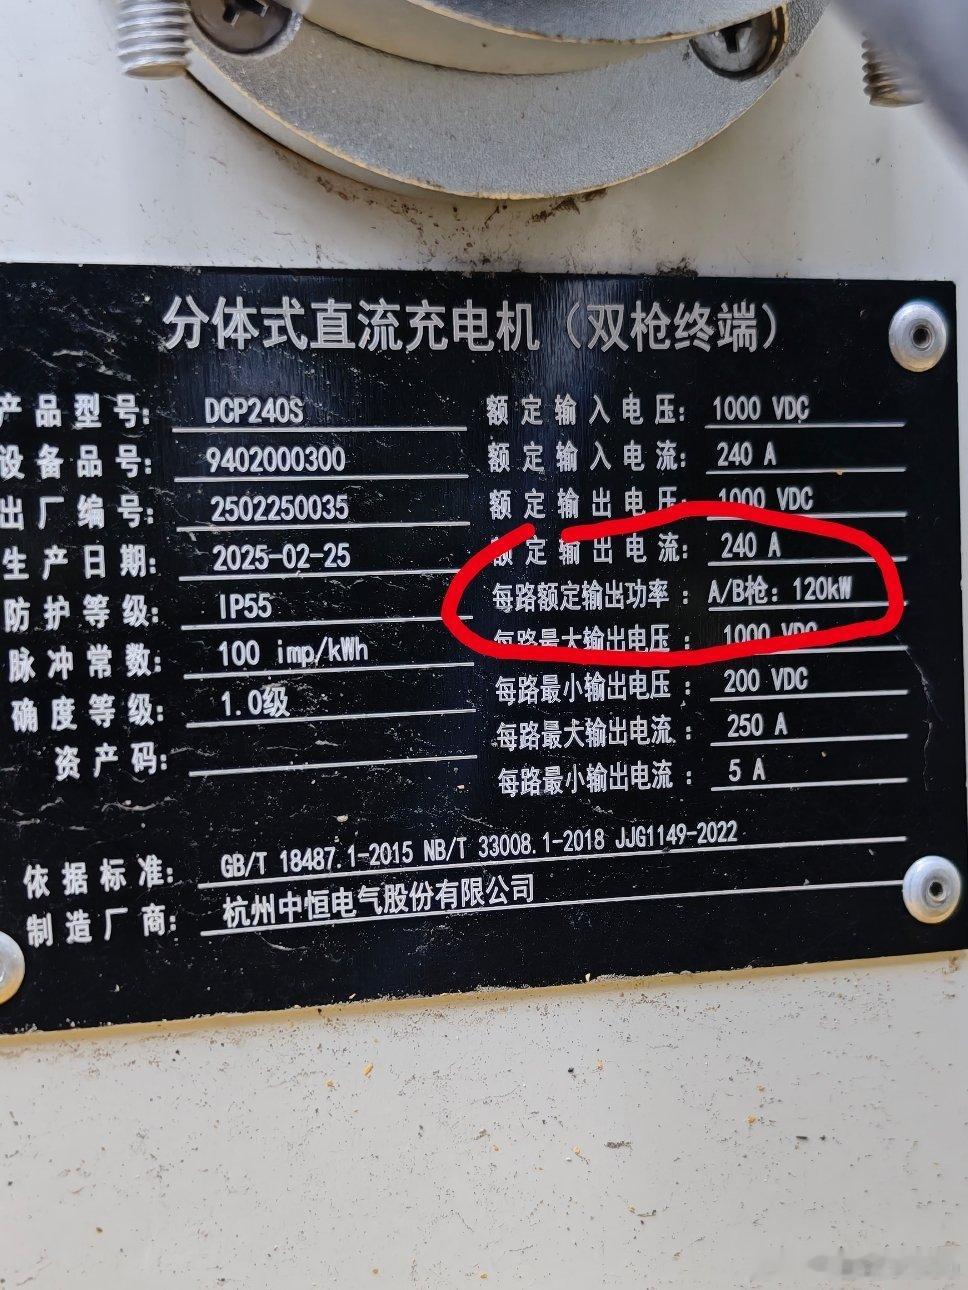 分体式直流充电机（双枪终端）
产品型号：DCP240S
设备品号：9402000300
出厂编号：2502250035
生产日期：2025-02-25
防护等级：IP55
脉冲常数：100 imp/kWh
确度等级：1.0级
资产码：
额定输入电压：1000 VDC
额定输入电流：240 A
额定输出电压：1000 VDC
额定输出电流：240 A
每路额定输出功率：A/B枪：120kW
每路最大输出电压：1000 VDC
每路最小输出电压：200 VDC
每路最大输出电流：250 A
每路最小输出电流：5 A
依据标准：GB/T 18487.1-2015 NB/T 33008.1-2018 JJG1149-2022
制造厂商：杭州中恒电气股份有限公司